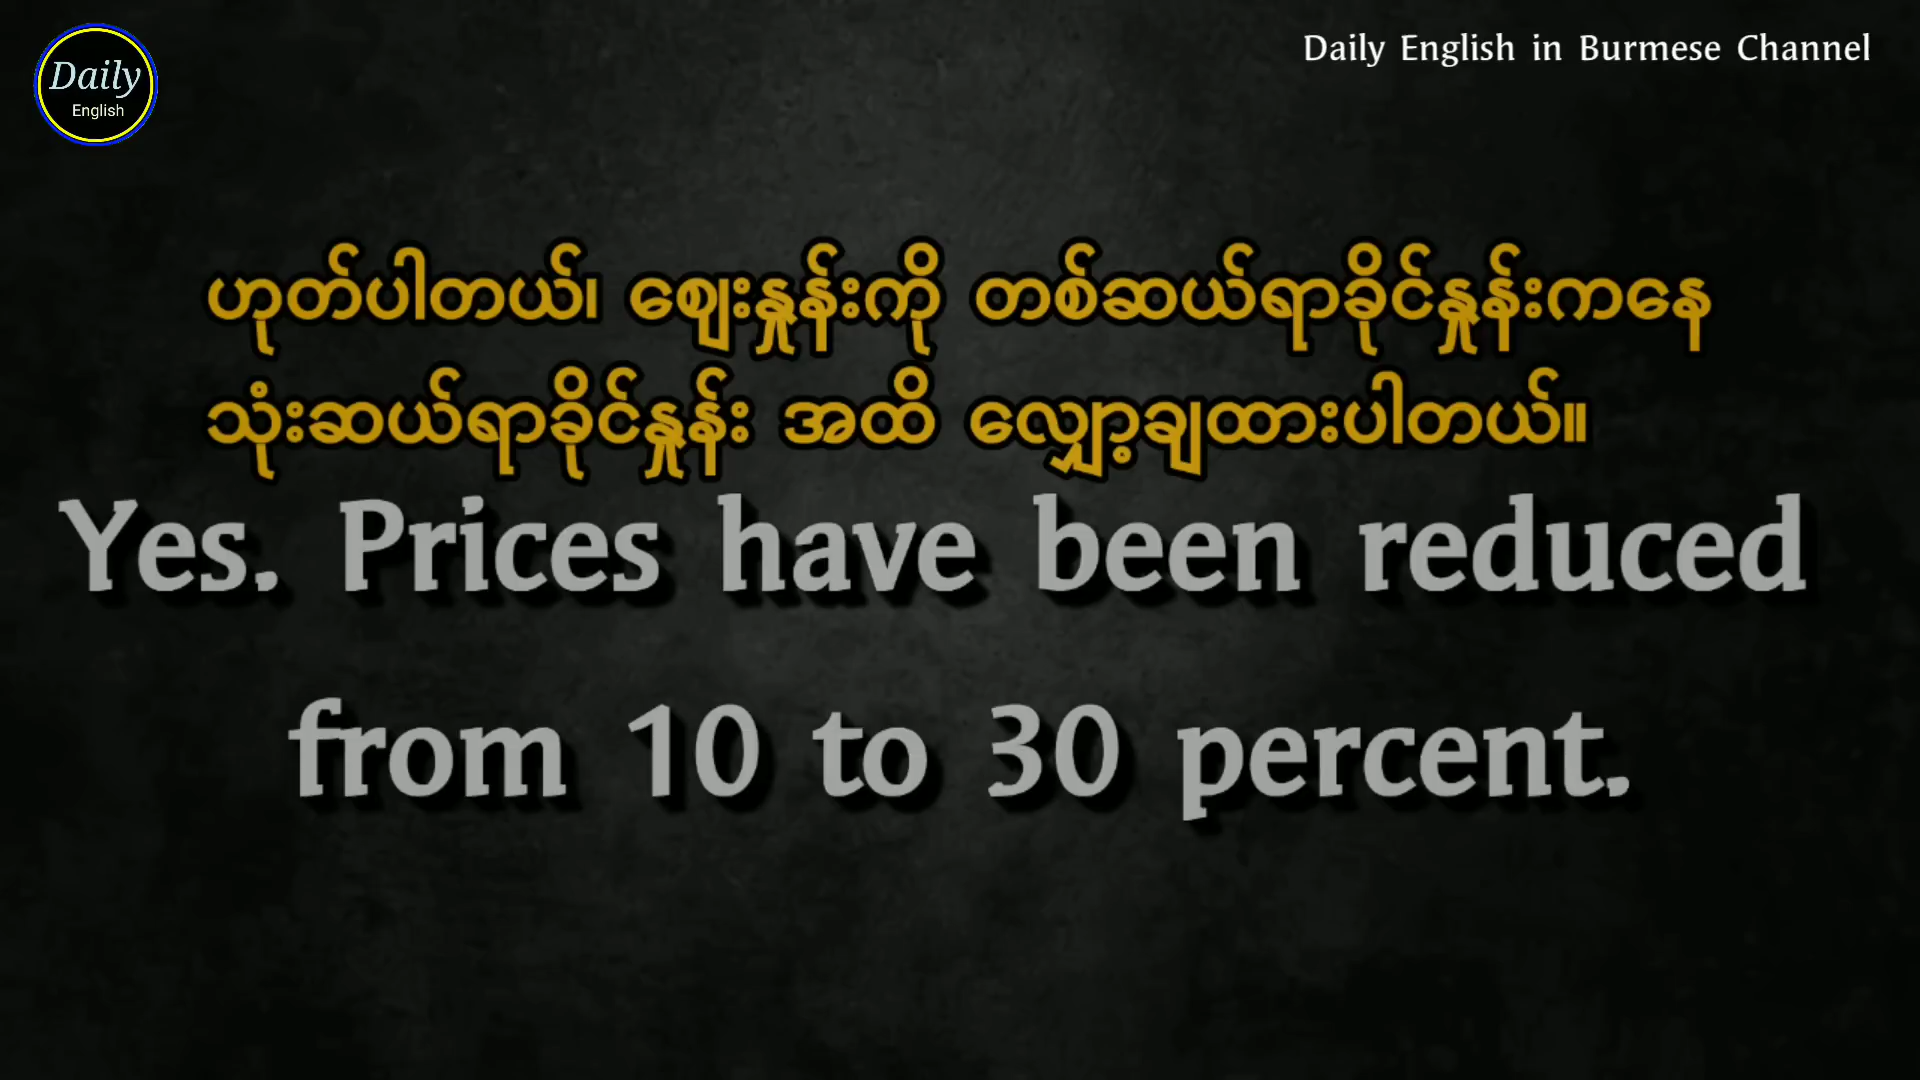 Daily
English
Daily English in Burmese Channel
ဟုတ်ပါတယ်၊ ဈေးနှုန်းကို တစ်ဆယ်ရာခိုင်နှုန်းကနေ
သုံးဆယ်ရာခိုင်နှုန်း အထိ လျှော့ချထားပါတယ်။
Yes. Prices have been reduced
from 10 to 30 percent.